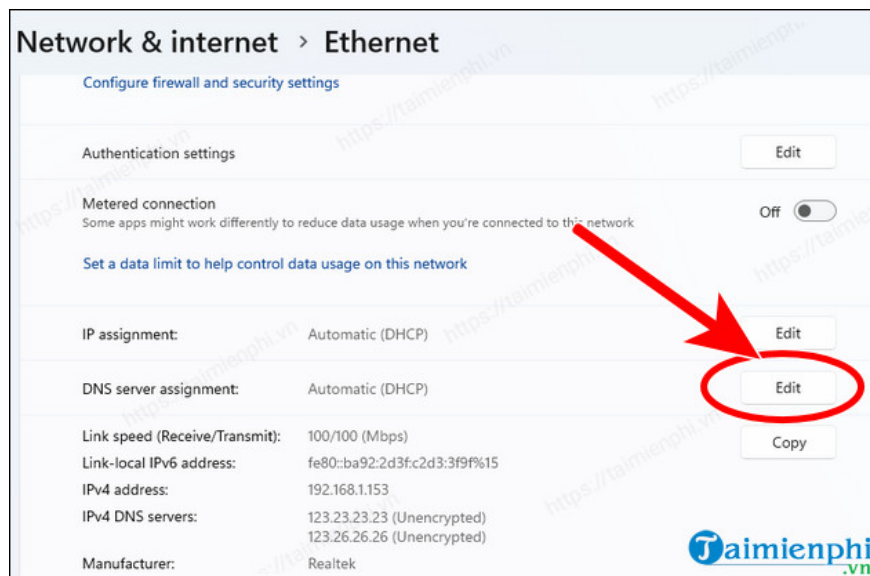 Network & internet > Ethernet
Configure firewall and security settings
Authentication settings
Edit
Metered connection
Some apps might work differently to reduce data usage when you're connected to this network
Off
Set a data limit to help control data usage on this network
IP assignment:
Automatic (DHCP)
Edit
DNS server assignment:
Automatic (DHCP)
Edit
Link speed (Receive/Transmit):
100/100 (Mbps)
Copy
Link-local IPv6 address:
fe80::ba92:2d3f:c2d3:3f9f%15
IPv4 address:
192.168.1.153
IPv4 DNS servers:
123.23.23.23 (Unencrypted)
123.26.26.26 (Unencrypted)
Manufacturer:
Realtek
Taimienphi
.vn
https://taimienphi.vn